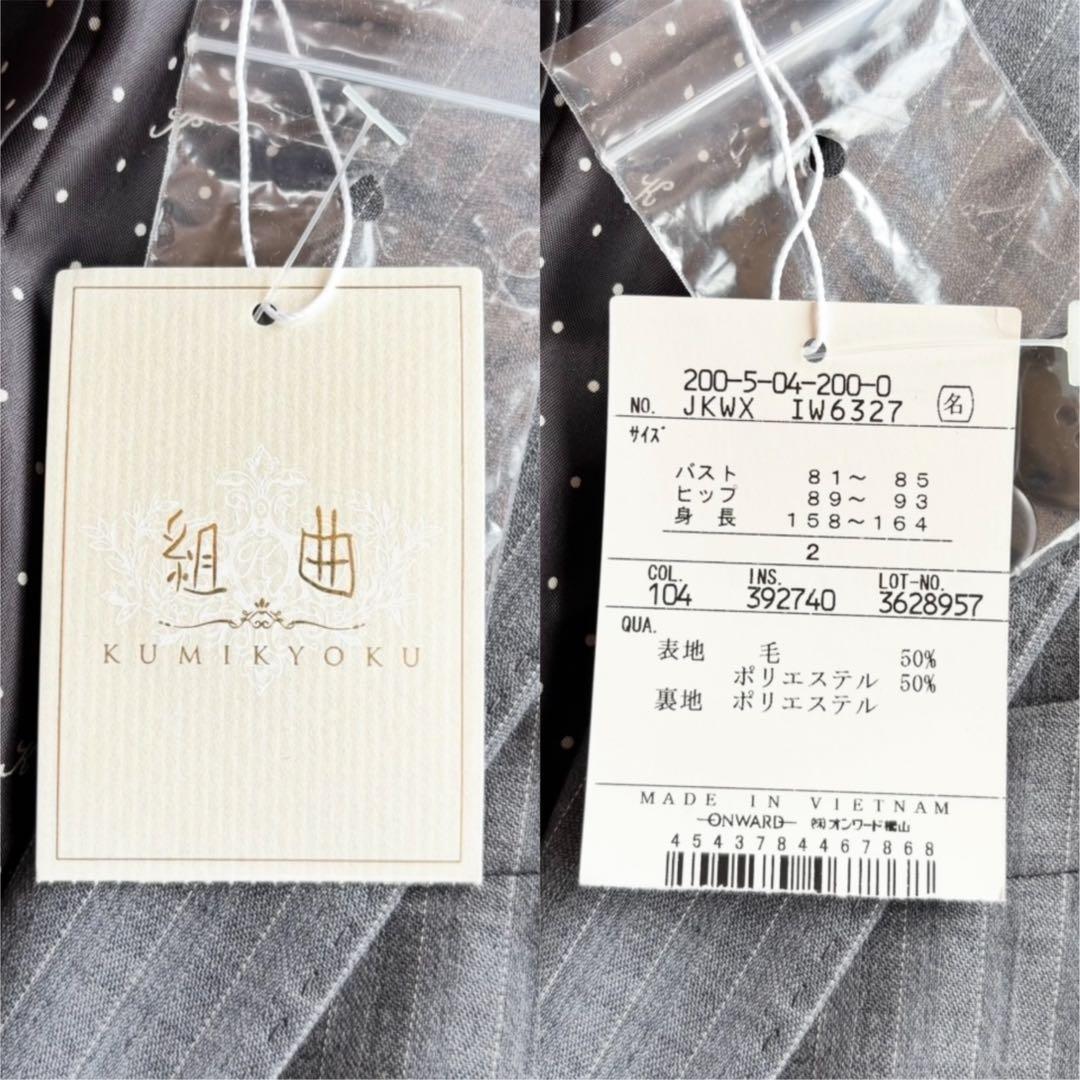 組曲
KUMIKYOKU
200-5-04-200-0
NO. JKWX IW6327 名
サイズ
バスト 81～ 85
ヒップ 89～ 93
身 長 158～164
2
COL. INS. LOT-NO.
104 392740 3628957
QUA.
表地 毛 50%
ポリエステル 50%
裏地 ポリエステル
MADE IN VIETNAM
ONWARD ㈱オンワード樫山
4543784467868